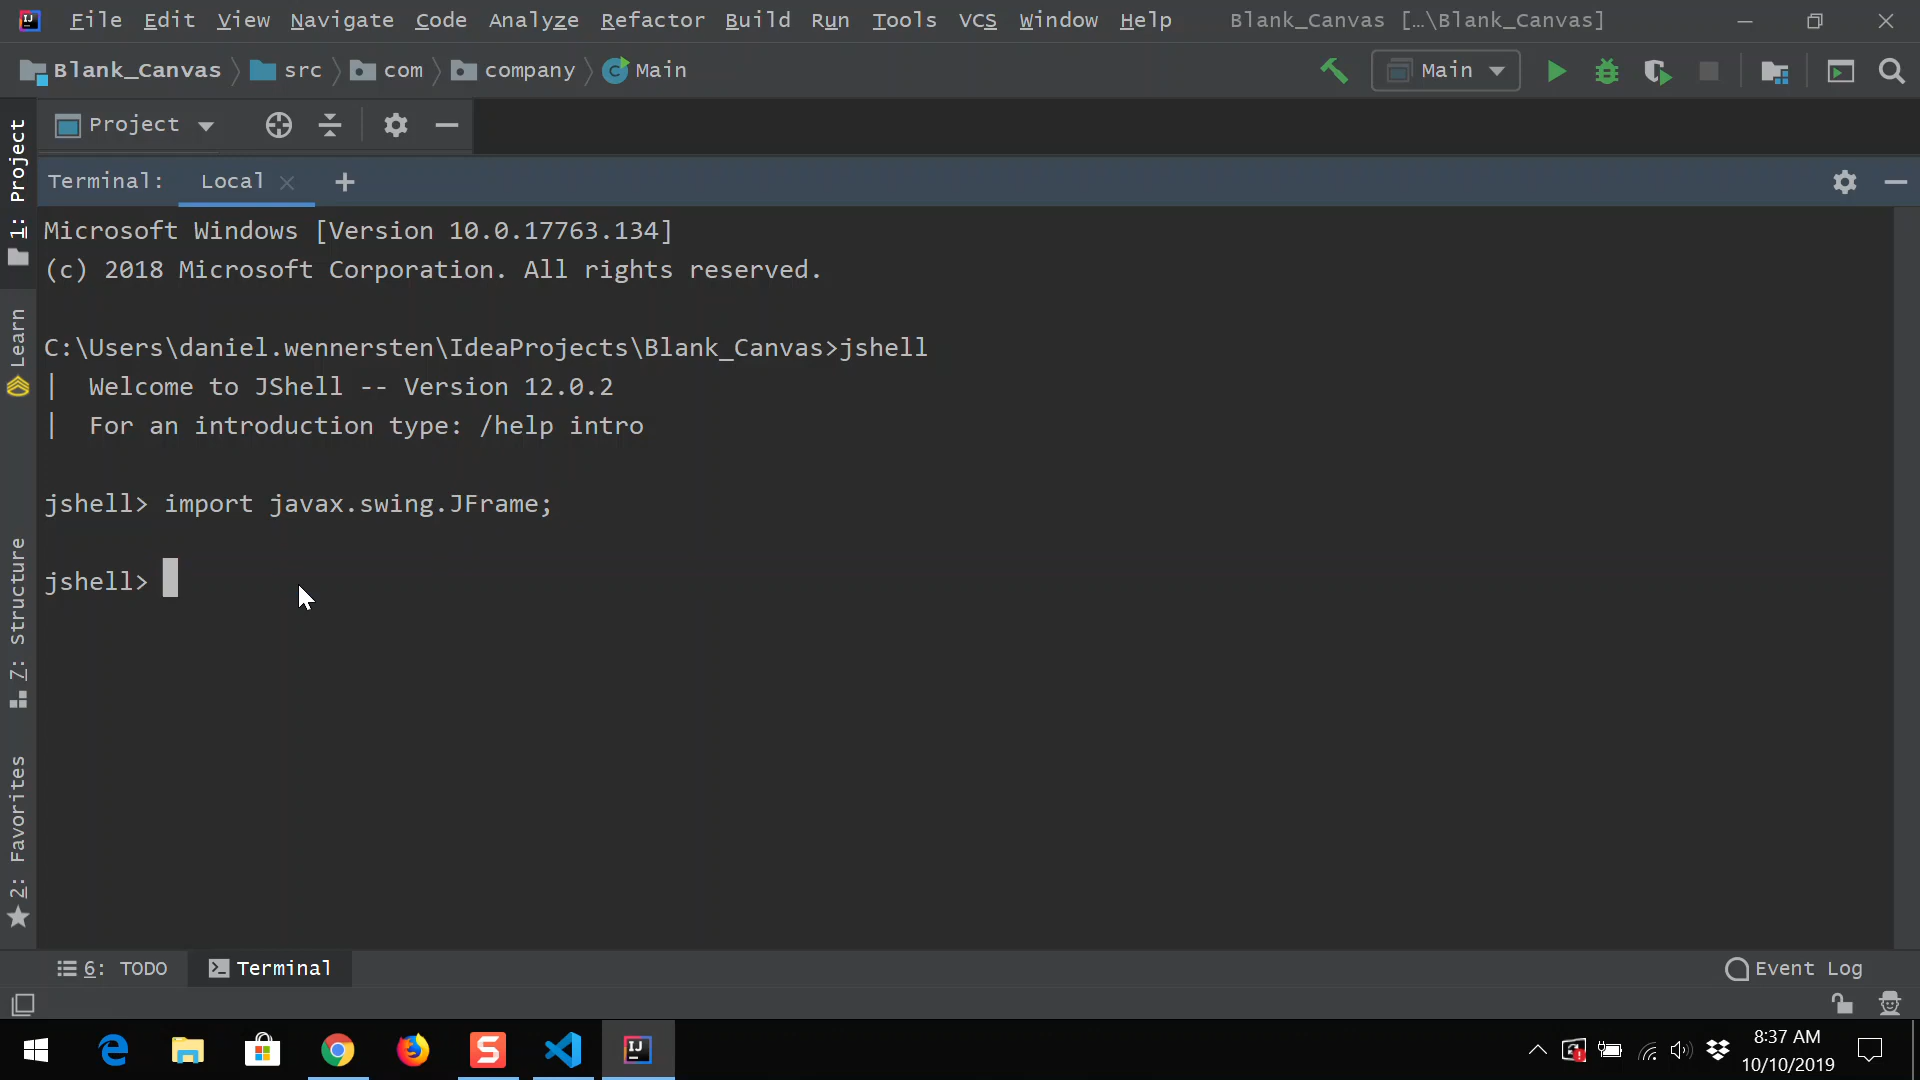 File Edit View Navigate Code Analyze Refactor Build Run Tools VCS Window Help Blank_Canvas […\Blank_Canvas]
Blank_Canvas src com company Main Main
Project
1: Project
Terminal: Local
Microsoft Windows [Version 10.0.17763.134]
(c) 2018 Microsoft Corporation. All rights reserved.
C:\Users\daniel.wennersten\IdeaProjects\Blank_Canvas>jshell
|  Welcome to JShell -- Version 12.0.2
|  For an introduction type: /help intro
jshell> import javax.swing.JFrame;
jshell>
Learn
7: Structure
2: Favorites
6: TODO Terminal Event Log
8:37 AM
10/10/2019